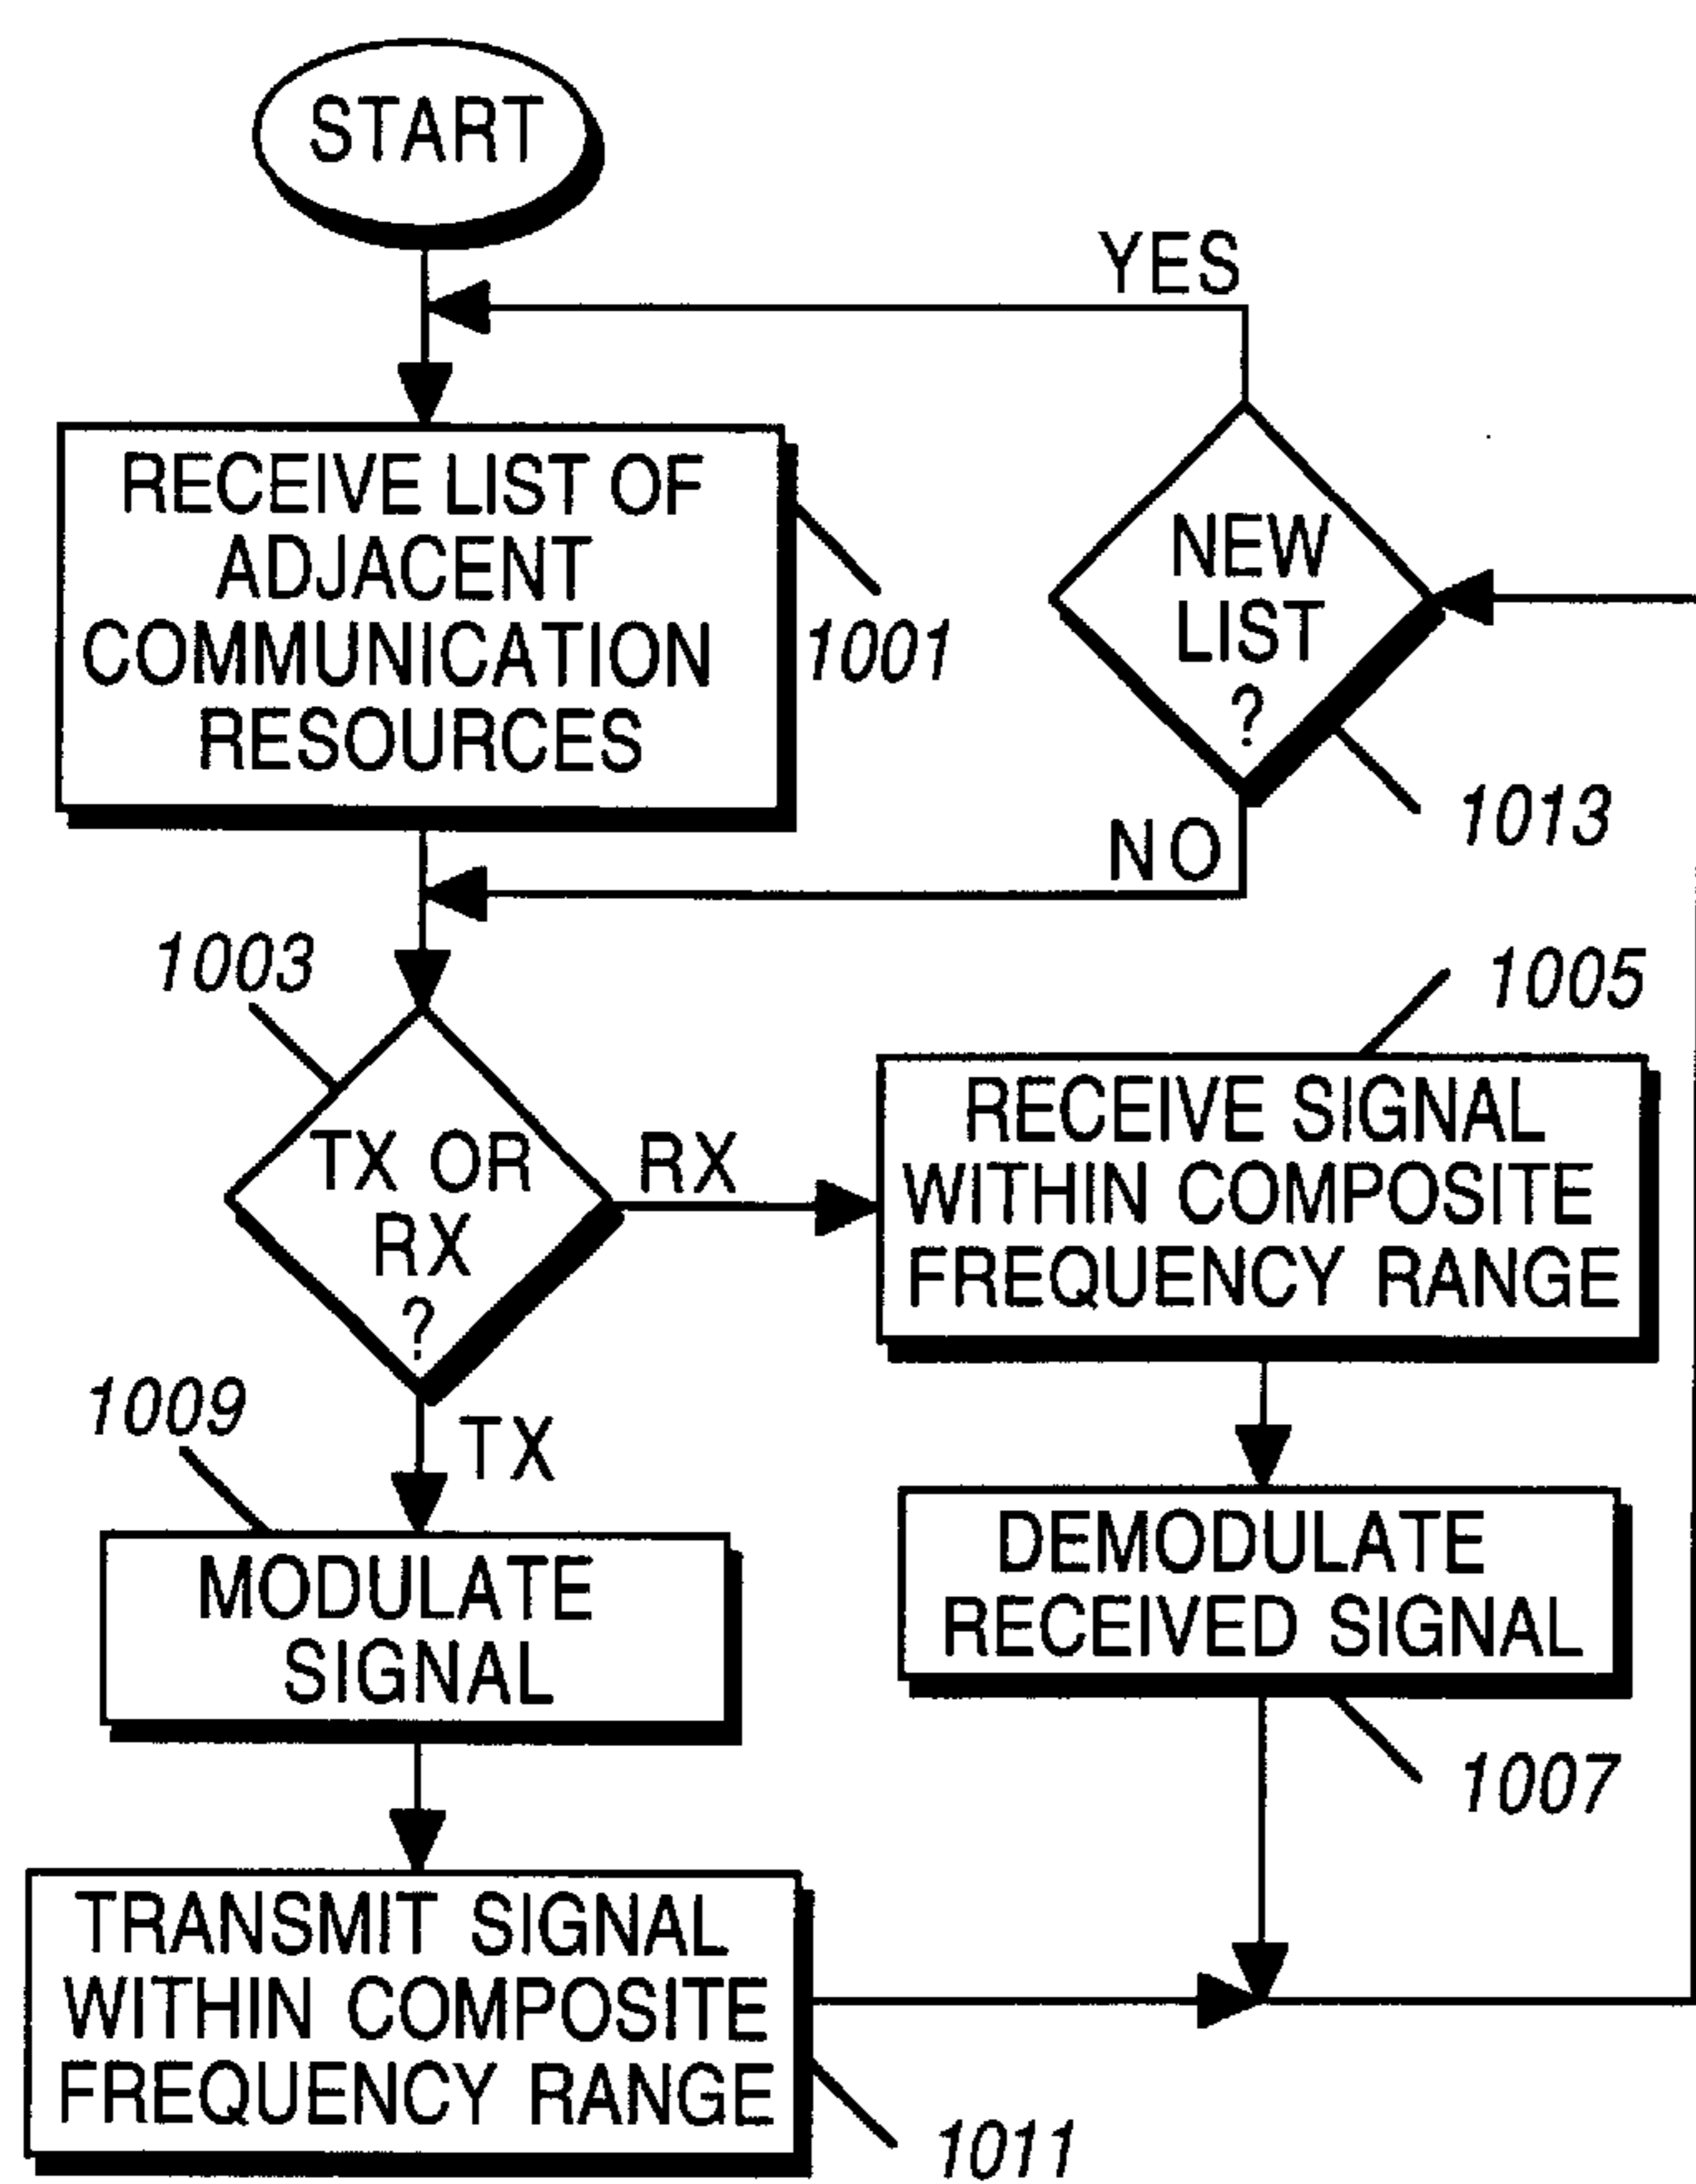 START
YES
RECEIVE LIST OF
ADJACENT
COMMUNICATION
RESOURCES
1001
NEW
LIST
?
1013
NO
1003
TX OR
RX
?
RX
1005
RECEIVE SIGNAL
WITHIN COMPOSITE
FREQUENCY RANGE
1009
TX
MODULATE
SIGNAL
DEMODULATE
RECEIVED SIGNAL
1007
TRANSMIT SIGNAL
WITHIN COMPOSITE
FREQUENCY RANGE
1011